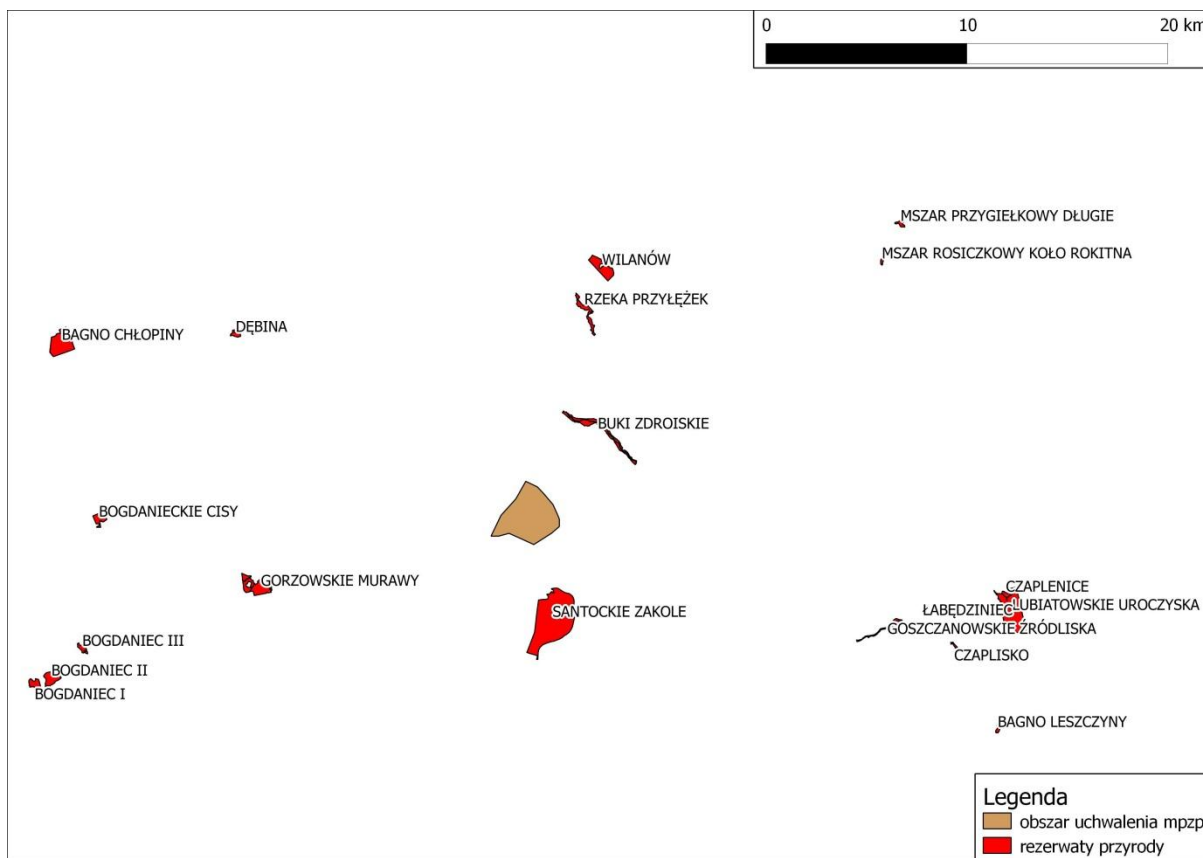 0 10 20 km
MSZAR PRZYGIEŁKOWY DŁUGIE
MSZAR ROSICZKOWY KOŁO ROKITNA
WILANÓW
RZEKA PRZYŁĘŻEK
DĘBINA
BAGNO CHŁOPINY
BUKI ZDROISKIE
BOGDANIECKIE CISY
GORZOWSKIE MURAWY
CZAPLENICE
SANTOCKIE ZAKOLE
ŁABĘDZINIEC
LUBIATOWSKIE UROCZYSKA
GOSZCZANOWSKIE ŹRÓDLISKA
BOGDANIEC III
CZAPLISKO
BOGDANIEC II
BOGDANIEC I
BAGNO LESZCZYNY
Legenda
obszar uchwalenia mpzp
rezerwaty przyrody